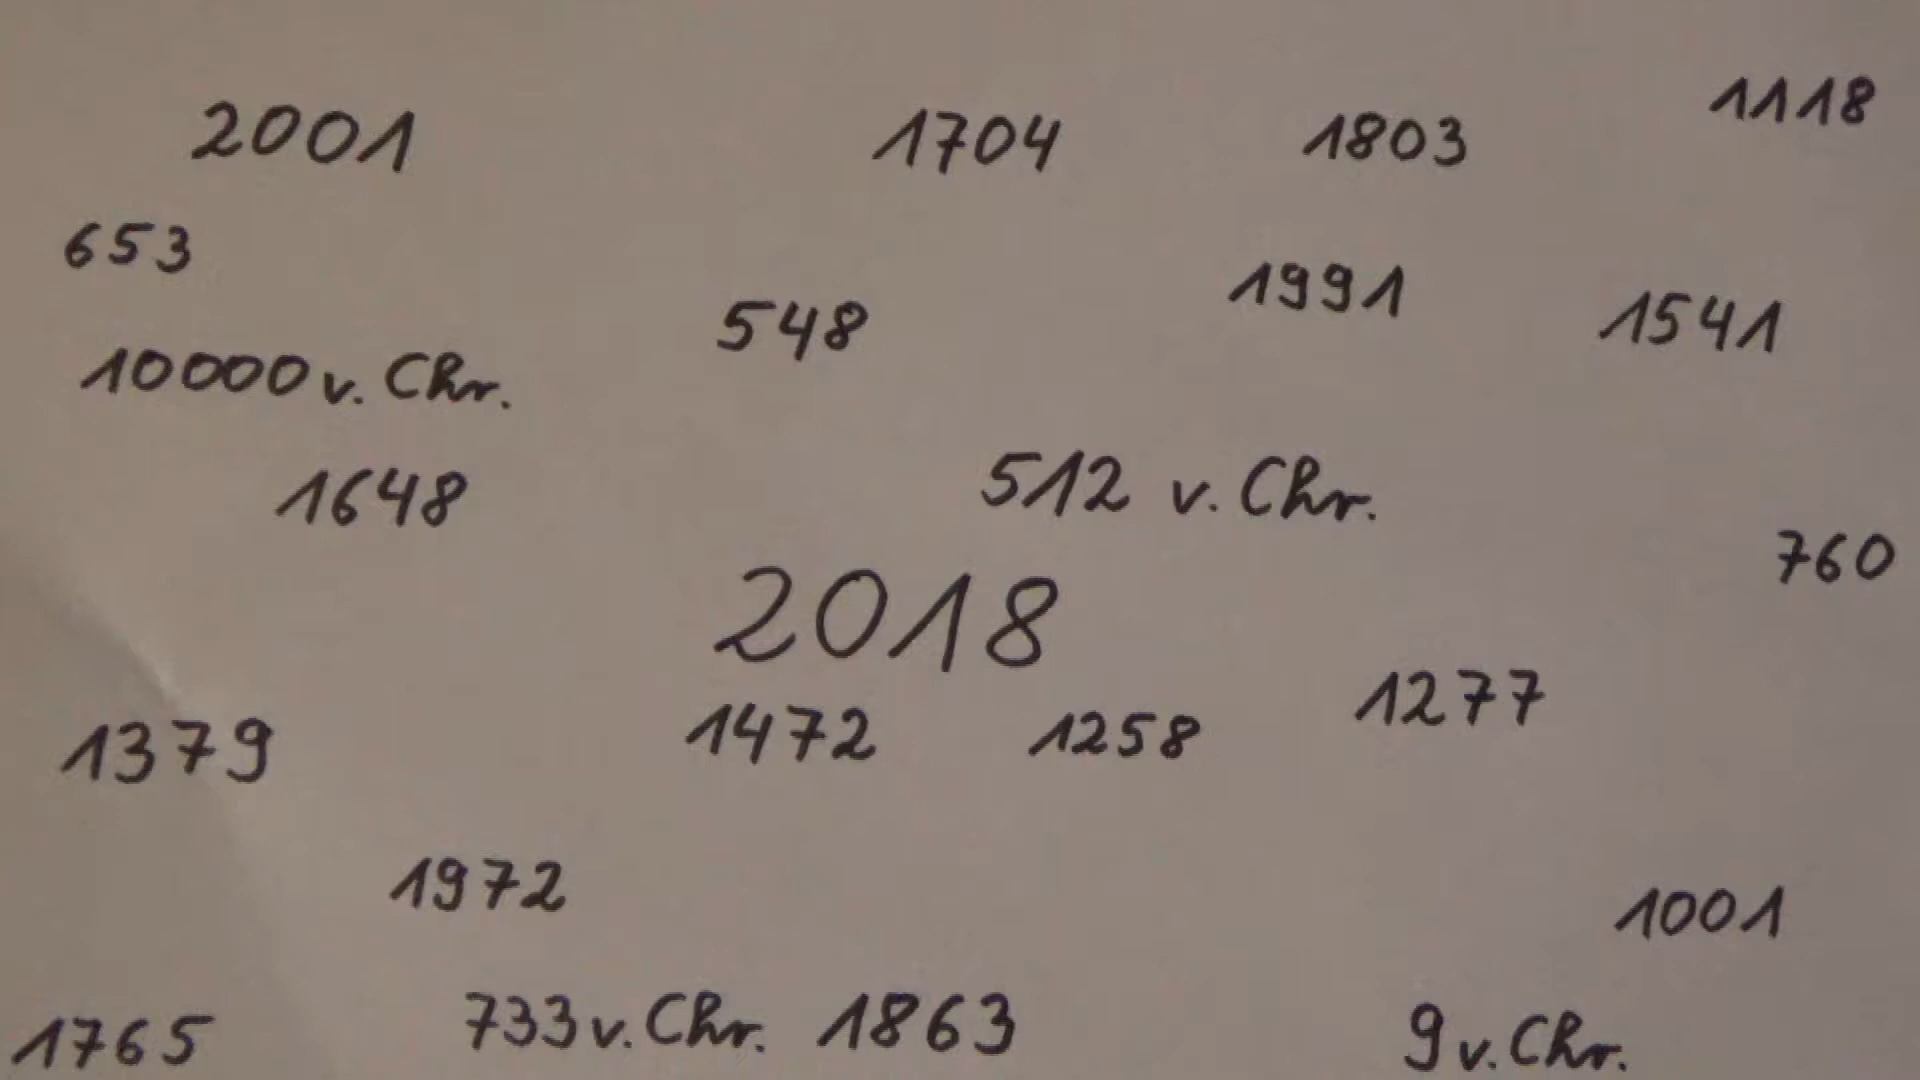 2001 1704 1803 1118
653
548 1991 1541
10000 v. Chr.
1648 512 v. Chr.
760
2018
1379 1472 1258 1277
1972 1001
1765 733 v. Chr. 1863 9 v. Chr.